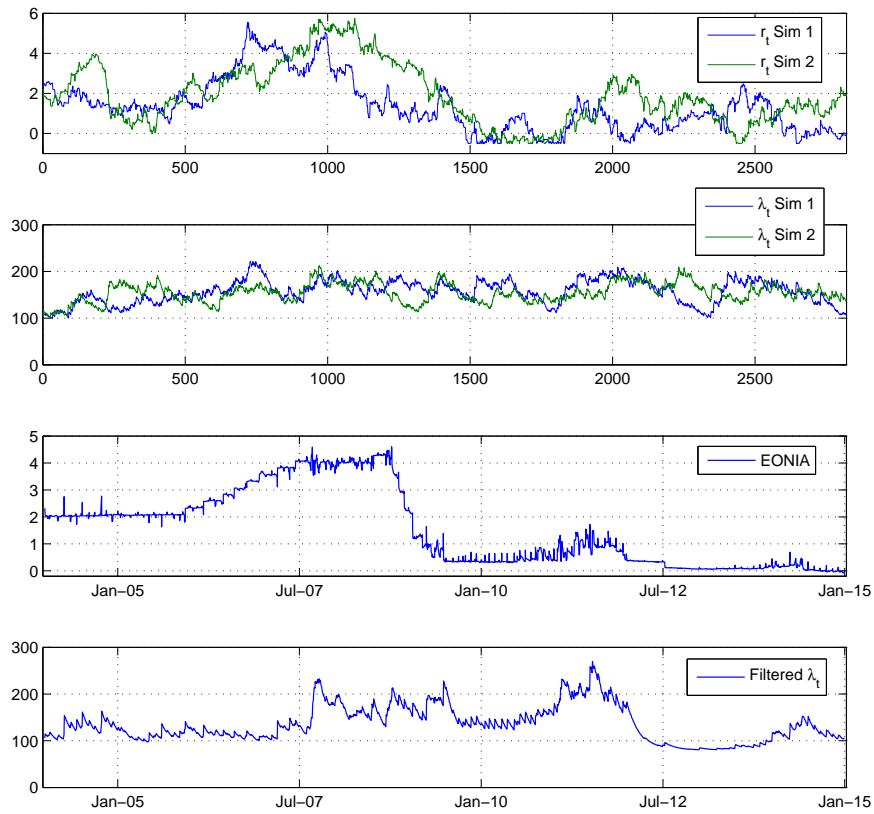 6
4
2
0
r_t Sim 1
r_t Sim 2
0 500 1000 1500 2000 2500
300
200
100
0
λ_t Sim 1
λ_t Sim 2
0 500 1000 1500 2000 2500
5
4
3
2
1
0
EONIA
Jan−05 Jul−07 Jan−10 Jul−12 Jan−15
300
200
100
0
Filtered λ_t
Jan−05 Jul−07 Jan−10 Jul−12 Jan−15